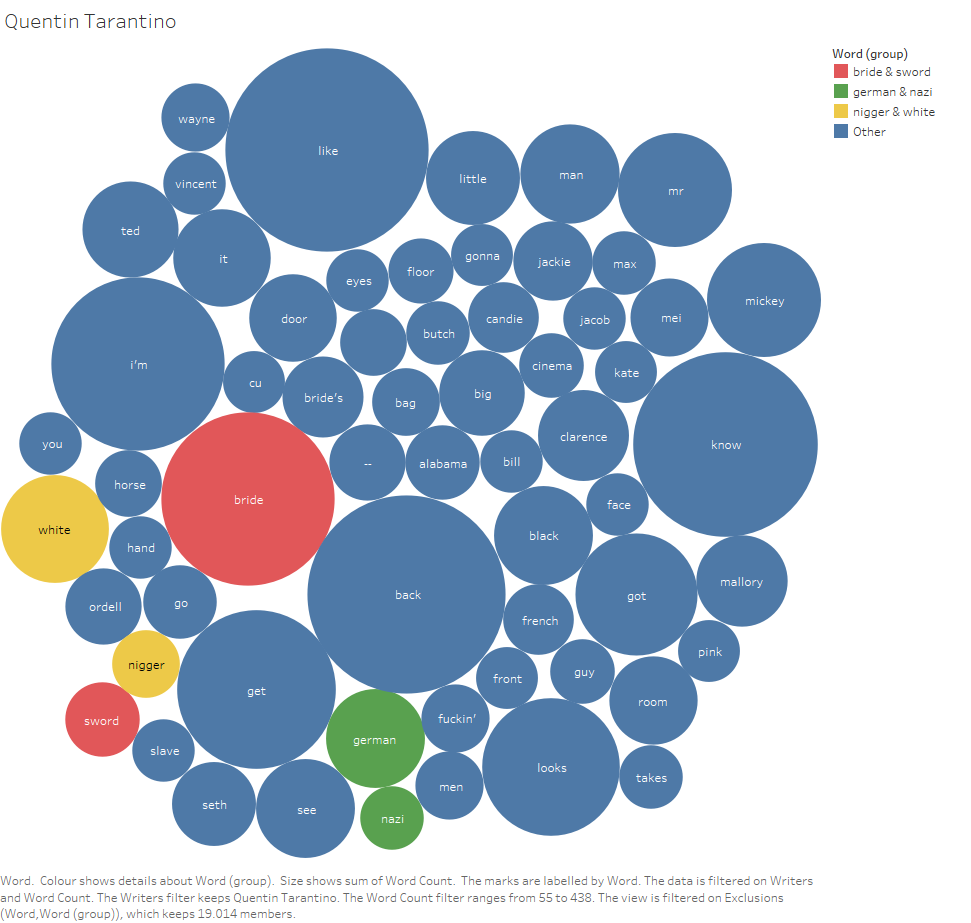 Quentin Tarantino
Word (group)
bride & sword
german & nazi
nigger & white
Other
wayne
like
vincent
little
man
mr
ted
it
eyes
floor
gonna
jackie
max
mickey
door
butch
candie
jacob
mei
i'm
cu
bride's
bag
big
cinema
kate
you
clarence
know
--
alabama
bill
horse
bride
face
white
hand
black
ordell
go
back
french
got
mallory
nigger
get
front
guy
pink
sword
german
fuckin'
room
slave
looks
takes
seth
see
men
nazi
Word.  Colour shows details about Word (group).  Size shows sum of Word Count.  The marks are labelled by Word. The data is filtered on Writers
and Word Count. The Writers filter keeps Quentin Tarantino. The Word Count filter ranges from 55 to 438. The view is filtered on Exclusions
(Word,Word (group)), which keeps 19.014 members.